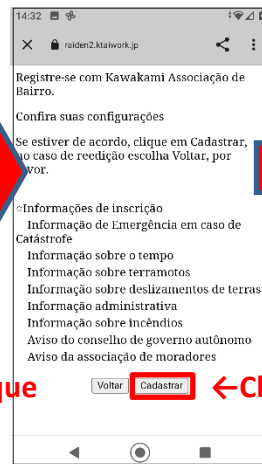 14:32
raiden2.ktaiwork.jp
Registre-se com Kawakami Associação de
Bairro.
Confira suas configurações
Se estiver de acordo, clique em Cadastrar,
no caso de reedição escolha Voltar, por
favor.
○Informações de inscrição
Informação de Emergência em caso de
Catástrofe
Informação sobre o tempo
Informação sobre terramotos
Informação sobre deslizamentos de terras
Informação administrativa
Informação sobre incêndios
Aviso do conselho de governo autônomo
Aviso da associação de moradores
Voltar Cadastrar